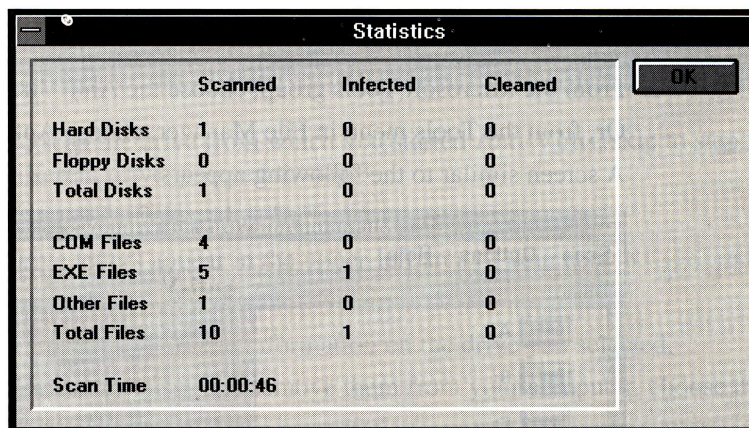 Statistics
Scanned Infected Cleaned
OK
Hard Disks 1 0 0
Floppy Disks 0 0 0
Total Disks 1 0 0
COM Files 4 0 0
EXE Files 5 1 0
Other Files 1 0 0
Total Files 10 1 0
Scan Time 00:00:46